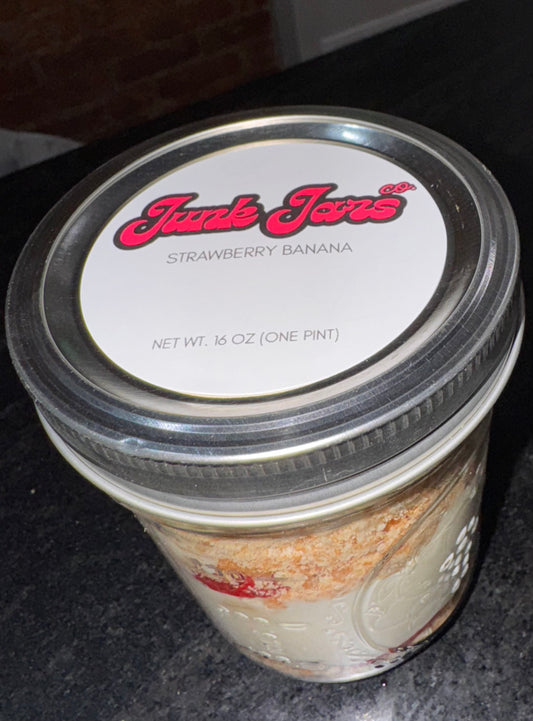 Junk Jars co.
STRAWBERRY BANANA
NET WT. 16 OZ (ONE PINT)